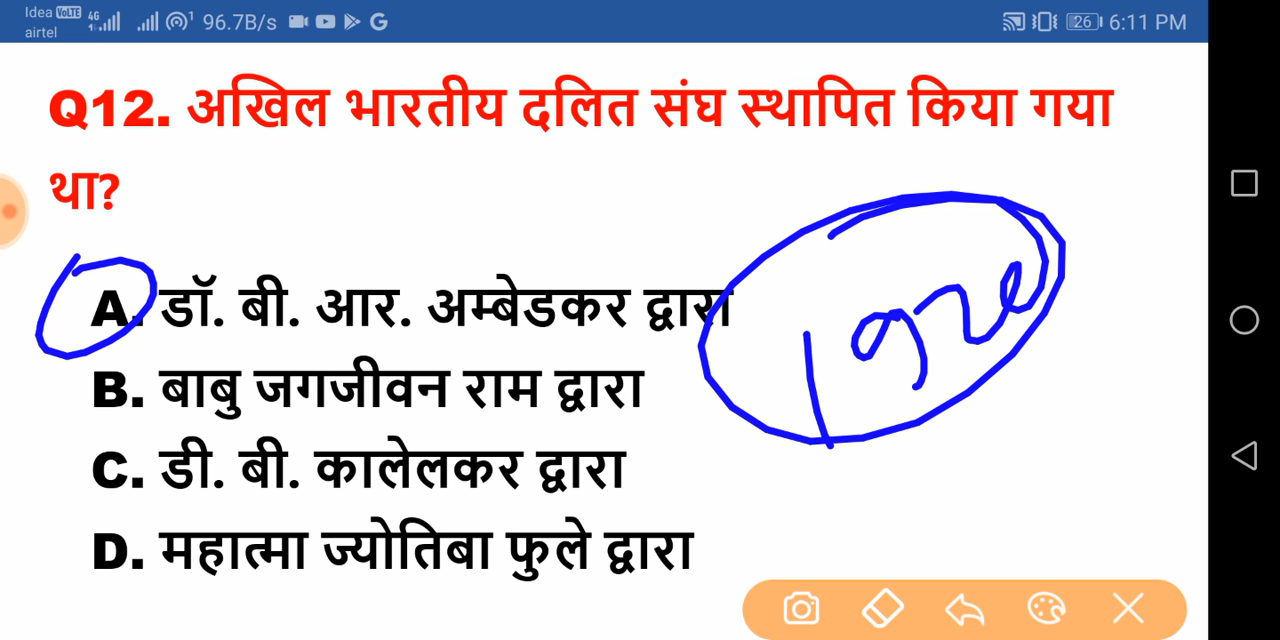 Idea VoLTE 4G 96.7B/s 26 6:11 PM
airtel
Q12. अखिल भारतीय दलित संघ स्थापित किया गया
था?
A. डॉ. बी. आर. अम्बेडकर द्वारा
B. बाबु जगजीवन राम द्वारा
C. डी. बी. कालेलकर द्वारा
D. महात्मा ज्योतिबा फुले द्वारा